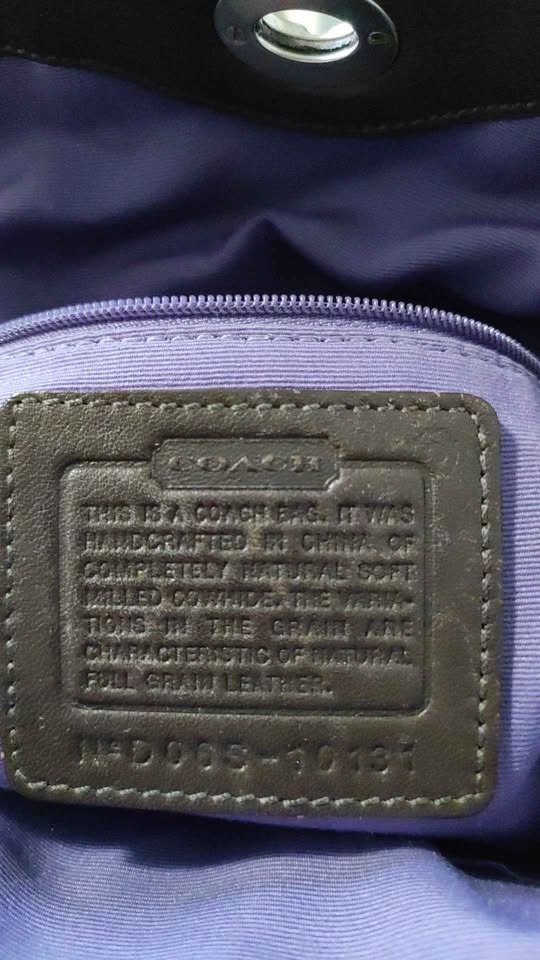 COACH
THIS IS A COACH BAG. IT WAS
HANDCRAFTED IN CHINA OF
COMPLETELY NATURAL SOFT
MILLED COWHIDE. THE VARIA-
TIONS IN THE GRAIN ARE
CHARACTERISTIC OF NATURAL
FULL GRAIN LEATHER.
Nº D06S-10131